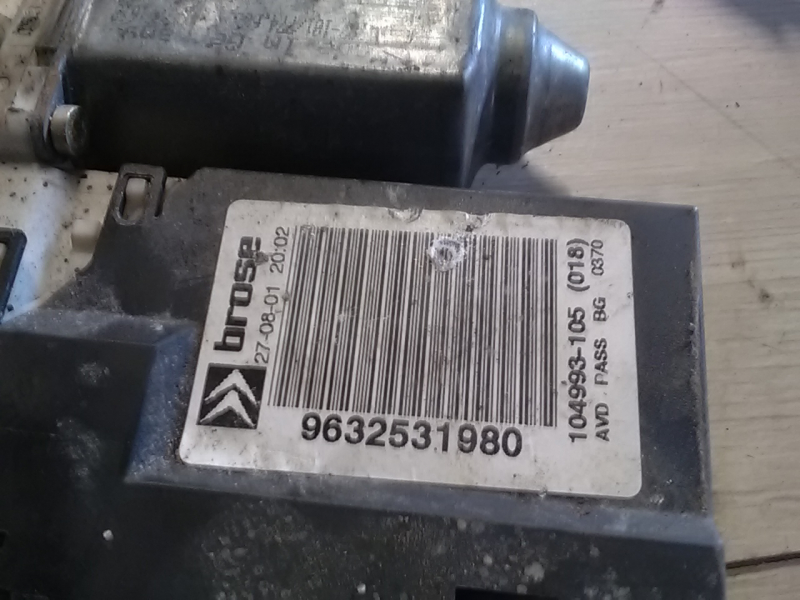 brose
27-08-01 20:02
9632531980
104993-105 (018)
AVD . PASS BG 0370